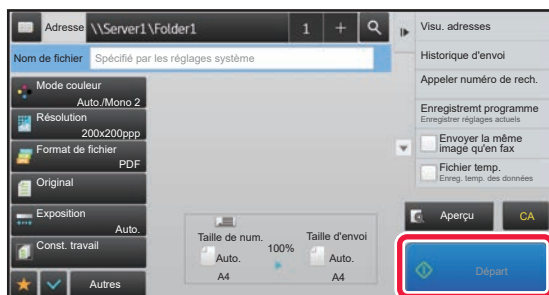 Adresse \\Server1\Folder1 1 +
Nom de fichier Spécifié par les réglages système
Mode couleur
Auto./Mono 2
Résolution
200x200ppp
Format de fichier
PDF
Original
Exposition
Auto.
Const. travail
Autres
Taille de num.
100%
Taille d'envoi
Auto.
Auto.
A4
A4
Visu. adresses
Historique d'envoi
Appeler numéro de rech.
Enregistremt programme
Enregistrer réglages actuels
Envoyer la même
image qu'en fax
Fichier temp.
Enreg. temp. des données
Aperçu
CA
Départ